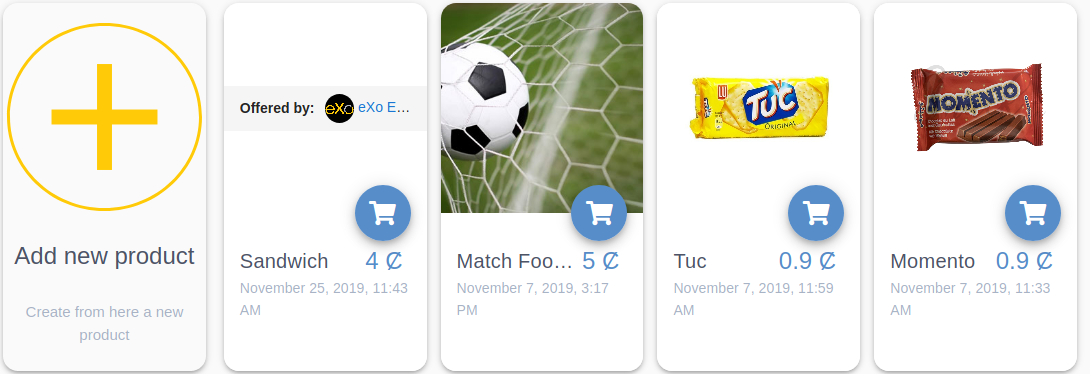 Add new product
Create from here a new
product
Offered by: eXo eXo E...
Sandwich 4 ₡
November 25, 2019, 11:43
AM
Match Foo... 5 ₡
November 7, 2019, 3:17
PM
LU
TUC
ORIGINAL
Tuc 0.9 ₡
November 7, 2019, 11:59
AM
MOMENTO
Momento 0.9 ₡
November 7, 2019, 11:33
AM